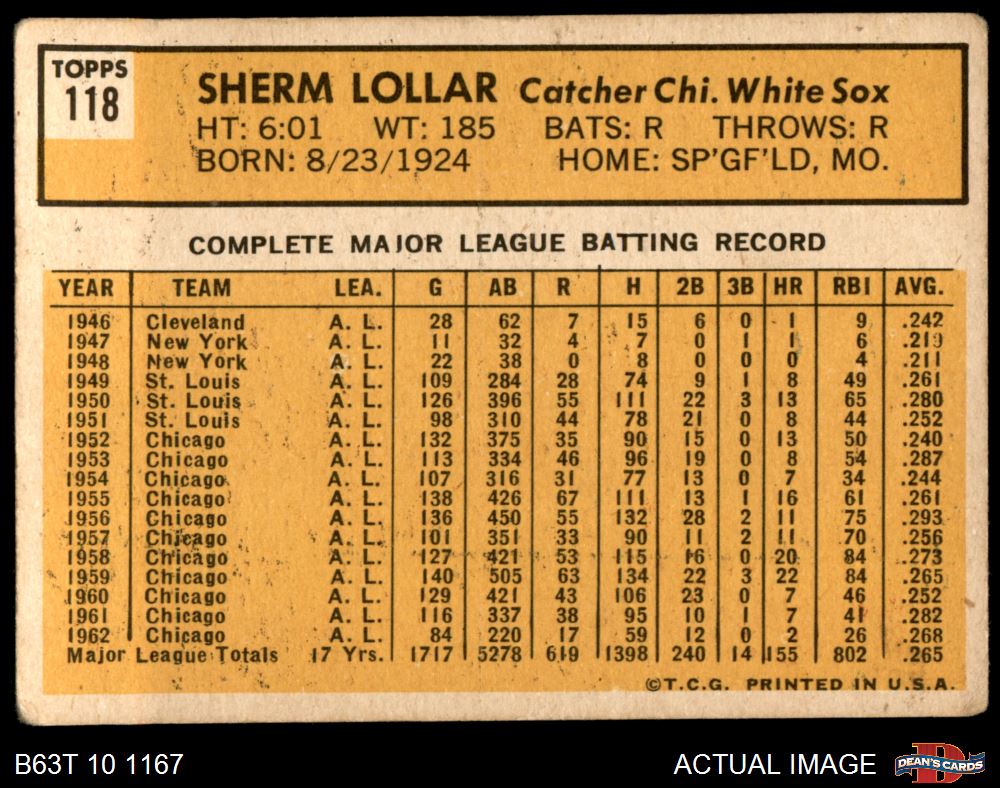 TOPPS
118
SHERM LOLLAR Catcher Chi. White Sox
HT: 6:01 WT: 185 BATS: R THROWS: R
BORN: 8/23/1924 HOME: SP'GF'LD, MO.
COMPLETE MAJOR LEAGUE BATTING RECORD
YEAR TEAM LEA. G AB R H 2B 3B HR RBI AVG.
1946 Cleveland A. L. 28 62 7 15 6 0 1 9 .242
1947 New York A. L. 11 32 4 7 0 1 1 6 .219
1948 New York A. L. 22 38 0 8 0 0 0 4 .211
1949 St. Louis A. L. 109 284 28 74 9 1 8 49 .261
1950 St. Louis A. L. 126 396 55 111 22 3 13 65 .280
1951 St. Louis A. L. 98 310 44 78 21 0 8 44 .252
1952 Chicago A. L. 132 375 35 90 15 0 13 50 .240
1953 Chicago A. L. 113 334 46 96 19 0 8 54 .287
1954 Chicago A. L. 107 316 31 77 13 0 7 34 .244
1955 Chicago A. L. 138 426 67 111 13 1 16 61 .261
1956 Chicago A. L. 136 450 55 132 28 2 11 75 .293
1957 Chicago A. L. 101 351 33 90 11 2 11 70 .256
1958 Chicago A. L. 127 421 53 115 16 0 20 84 .273
1959 Chicago A. L. 140 505 63 134 22 3 22 84 .265
1960 Chicago A. L. 129 421 43 106 23 0 7 46 .252
1961 Chicago A. L. 116 337 38 95 10 1 7 41 .282
1962 Chicago A. L. 84 220 17 59 12 0 2 26 .268
Major League Totals 17 Yrs. 1717 5278 619 1398 240 14 155 802 .265
©T.C.G. PRINTED IN U.S.A.
B63T 10 1167
ACTUAL IMAGE
DEAN'S CARDS